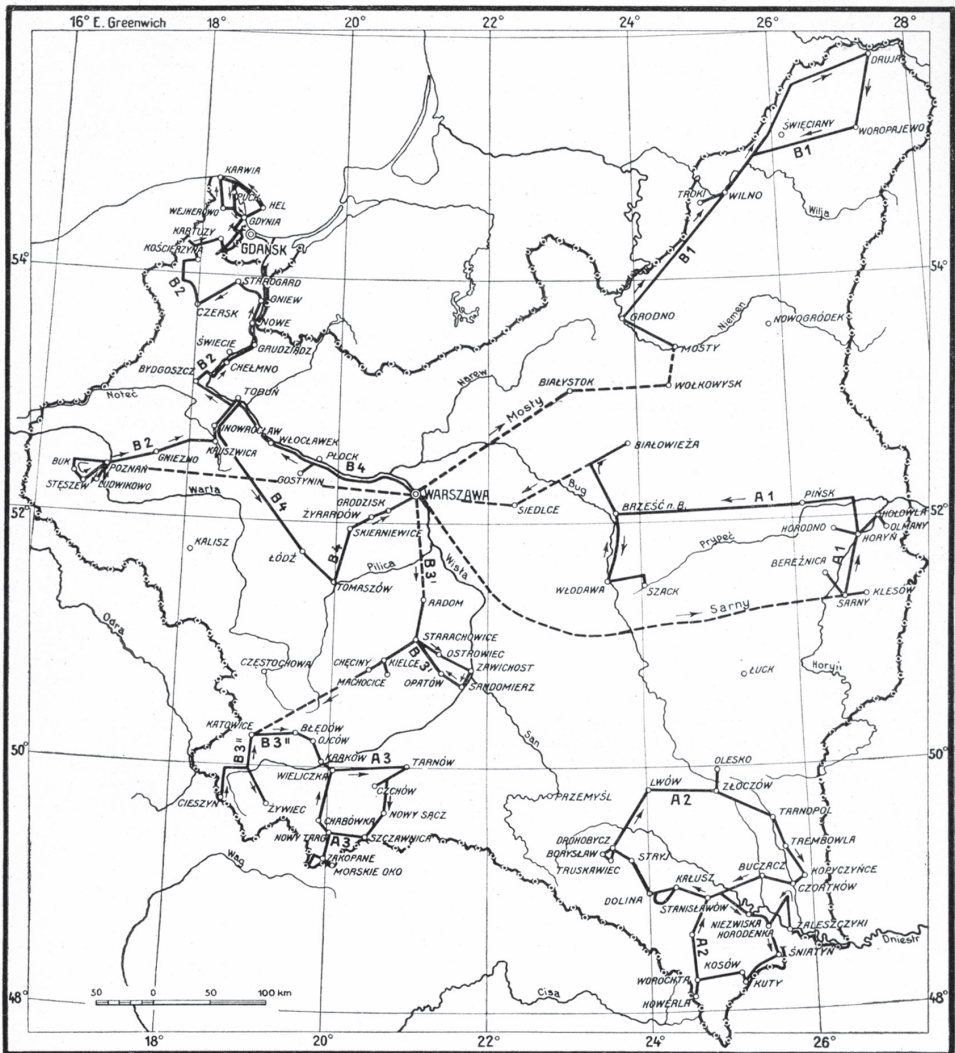 16° E. Greenwich
18°
20°
22°
24°
26°
28°
DRUJA
ŚWIĘCIANY
WOROPAJEWO
B1
KARWIA
PUCK
HEL
TROKI
WILNO
WEJHEROWO
GDYNIA
Wilja
KARTUZY
GDAŃSK
KOŚCIERZYNA
54°
B1
54°
B2
STAROGARD
GNIEW
CZERSK
NOWE
GRODNO
Niemen
NOWOGRÓDEK
ŚWIECIE
GRUDZIĄDZ
MOSTY
B2
CHEŁMNO
BYDGOSZCZ
Narew
BIAŁYSTOK
WOŁKOWYSK
Noteć
TORUŃ
Mosty
INOWROCŁAW
WŁOCŁAWEK
BIAŁOWIEŻA
B2
KRUSZWICA
PŁOCK
BUK
GNIEZNO
B4
POZNAŃ
GOSTYNIN
STĘSZEW
LUDWIKOWO
Bug
Warta
B4
GRODZISK
WARSZAWA
A1
PIŃSK
ŻYRARDÓW
SIEDLCE
BRZEŚĆ n. B.
HOŁOWLA
52°
SKIERNIEWICE
HORODNO
OLMANY
52°
Prypeć
HORYŃ
KALISZ
ŁÓDŹ
B4
Wisła
A1
BEREŹNICA
Pilica
B3'
TOMASZÓW
WŁODAWA
SZACK
KLESÓW
RADOM
Sarny
SARNY
Odra
STARACHOWICE
OSTROWIEC
CHĘCINY
KIELCE
B3'
ZAWICHOST
CZĘSTOCHOWA
ŁUCK
Horyń
MACHOCICE
OPATÓW
SANDOMIERZ
KATOWICE
BŁĘDÓW
San
50°
B3"
OJCÓW
50°
B3"
KRAKÓW
A3
OLESKO
WIELICZKA
TARNÓW
LWÓW
ZŁOCZÓW
CZCHÓW
PRZEMYŚL
A2
CIESZYN
ŻYWIEC
NOWY SĄCZ
TARNOPOL
CHABÓWKA
DROHOBYCZ
TREMBOWLA
NOWY TARG
A3
SZCZAWNICA
BORYSŁAW
STRYJ
Wag
ZAKOPANE
TRUSKAWIEC
BUCZACZ
KOPYCZYŃCE
MORSKIE OKO
KAŁUSZ
CZORTKÓW
DOLINA
STANISŁAWÓW
NIEZWISKA
ZALESZCZYKI
HORODENKA
Dniestr
A2
ŚNIATYN
KOSÓW
WOROCHTA
KUTY
50 0 50 100 km
Cisa
HOWERLA
48°
48°
18°
20°
22°
24°
26°